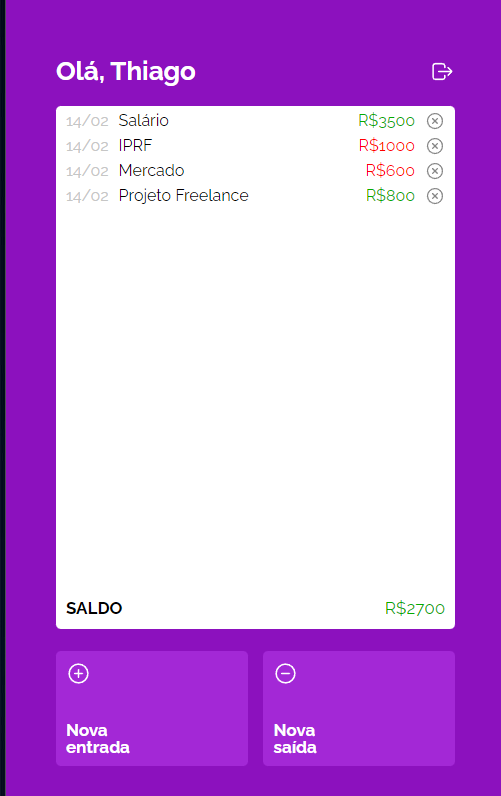 Olá, Thiago
14/02 Salário R$3500
14/02 IPRF R$1000
14/02 Mercado R$600
14/02 Projeto Freelance R$800
SALDO R$2700
Nova
entrada
Nova
saída